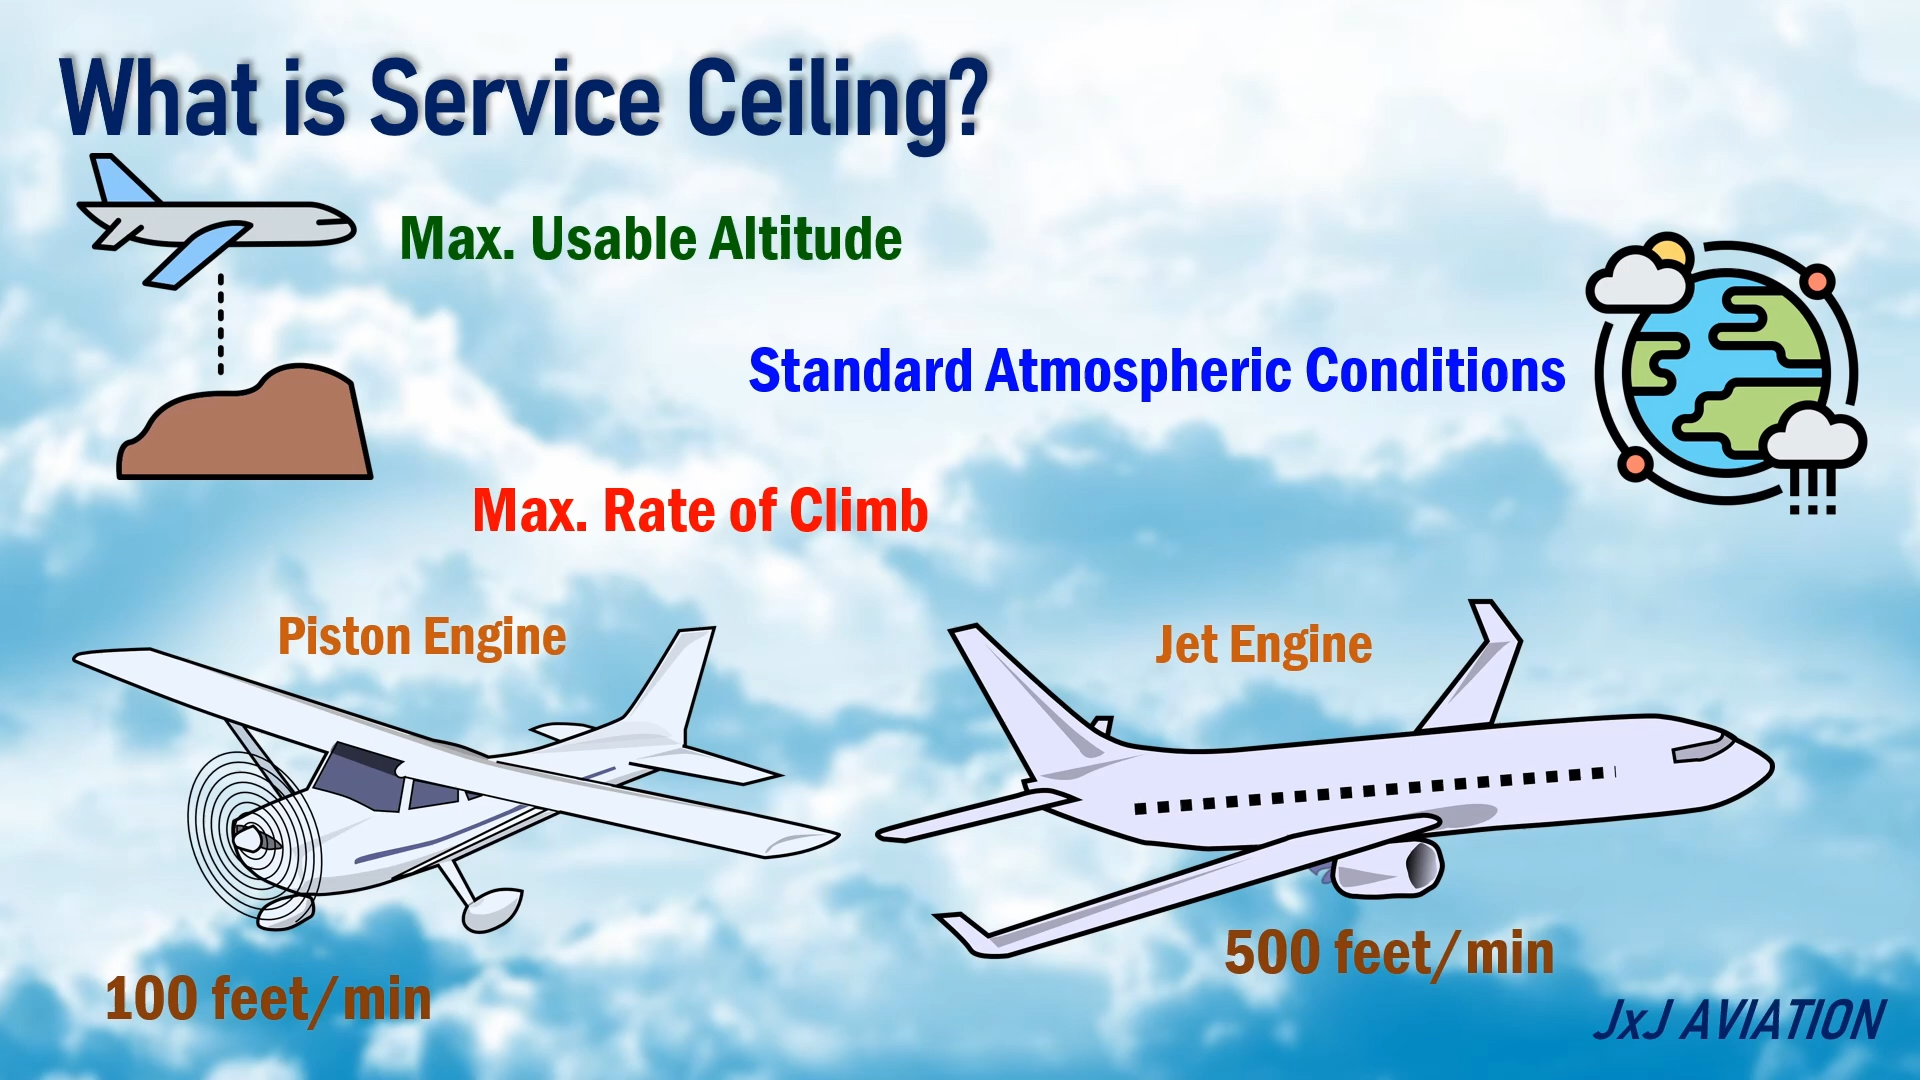 What is Service Ceiling?
Max. Usable Altitude
Standard Atmospheric Conditions
Max. Rate of Climb
Piston Engine
Jet Engine
100 feet/min
500 feet/min
JxJ AVIATION